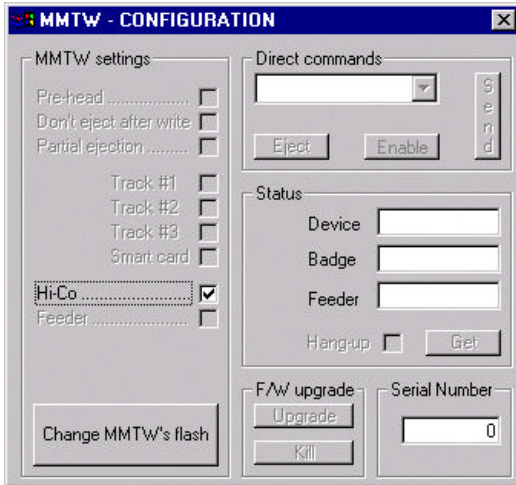 MMTW - CONFIGURATION
MMTW settings
Pre-head ..................
Don't eject after write
Partial ejection .........
Track #1
Track #2
Track #3
Smart card
Hi-Co ........................
Feeder .....................
Change MMTW's flash
Direct commands
Send
Eject
Enable
Status
Device
Badge
Feeder
Hang-up
Get
F/W upgrade
Upgrade
Kill
Serial Number
0